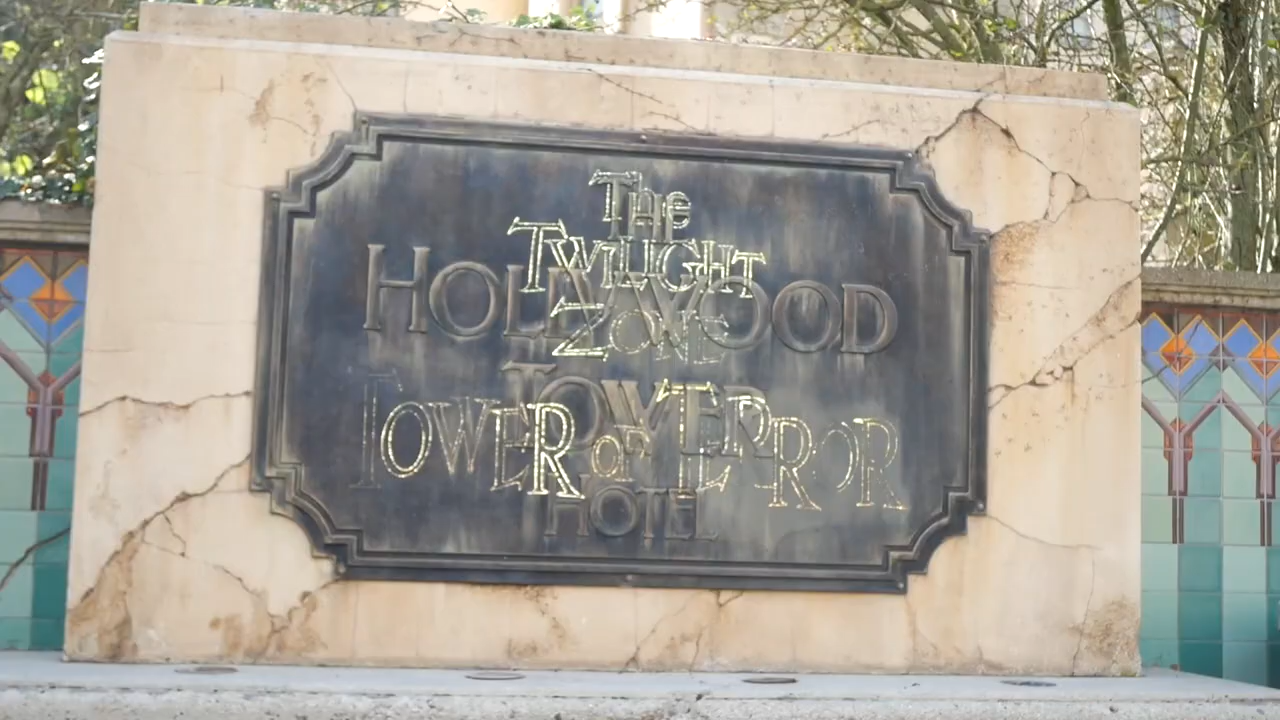 The
Twilight
HOLLYWOOD
Zone
TOWER
Tower of Terror
HOTEL